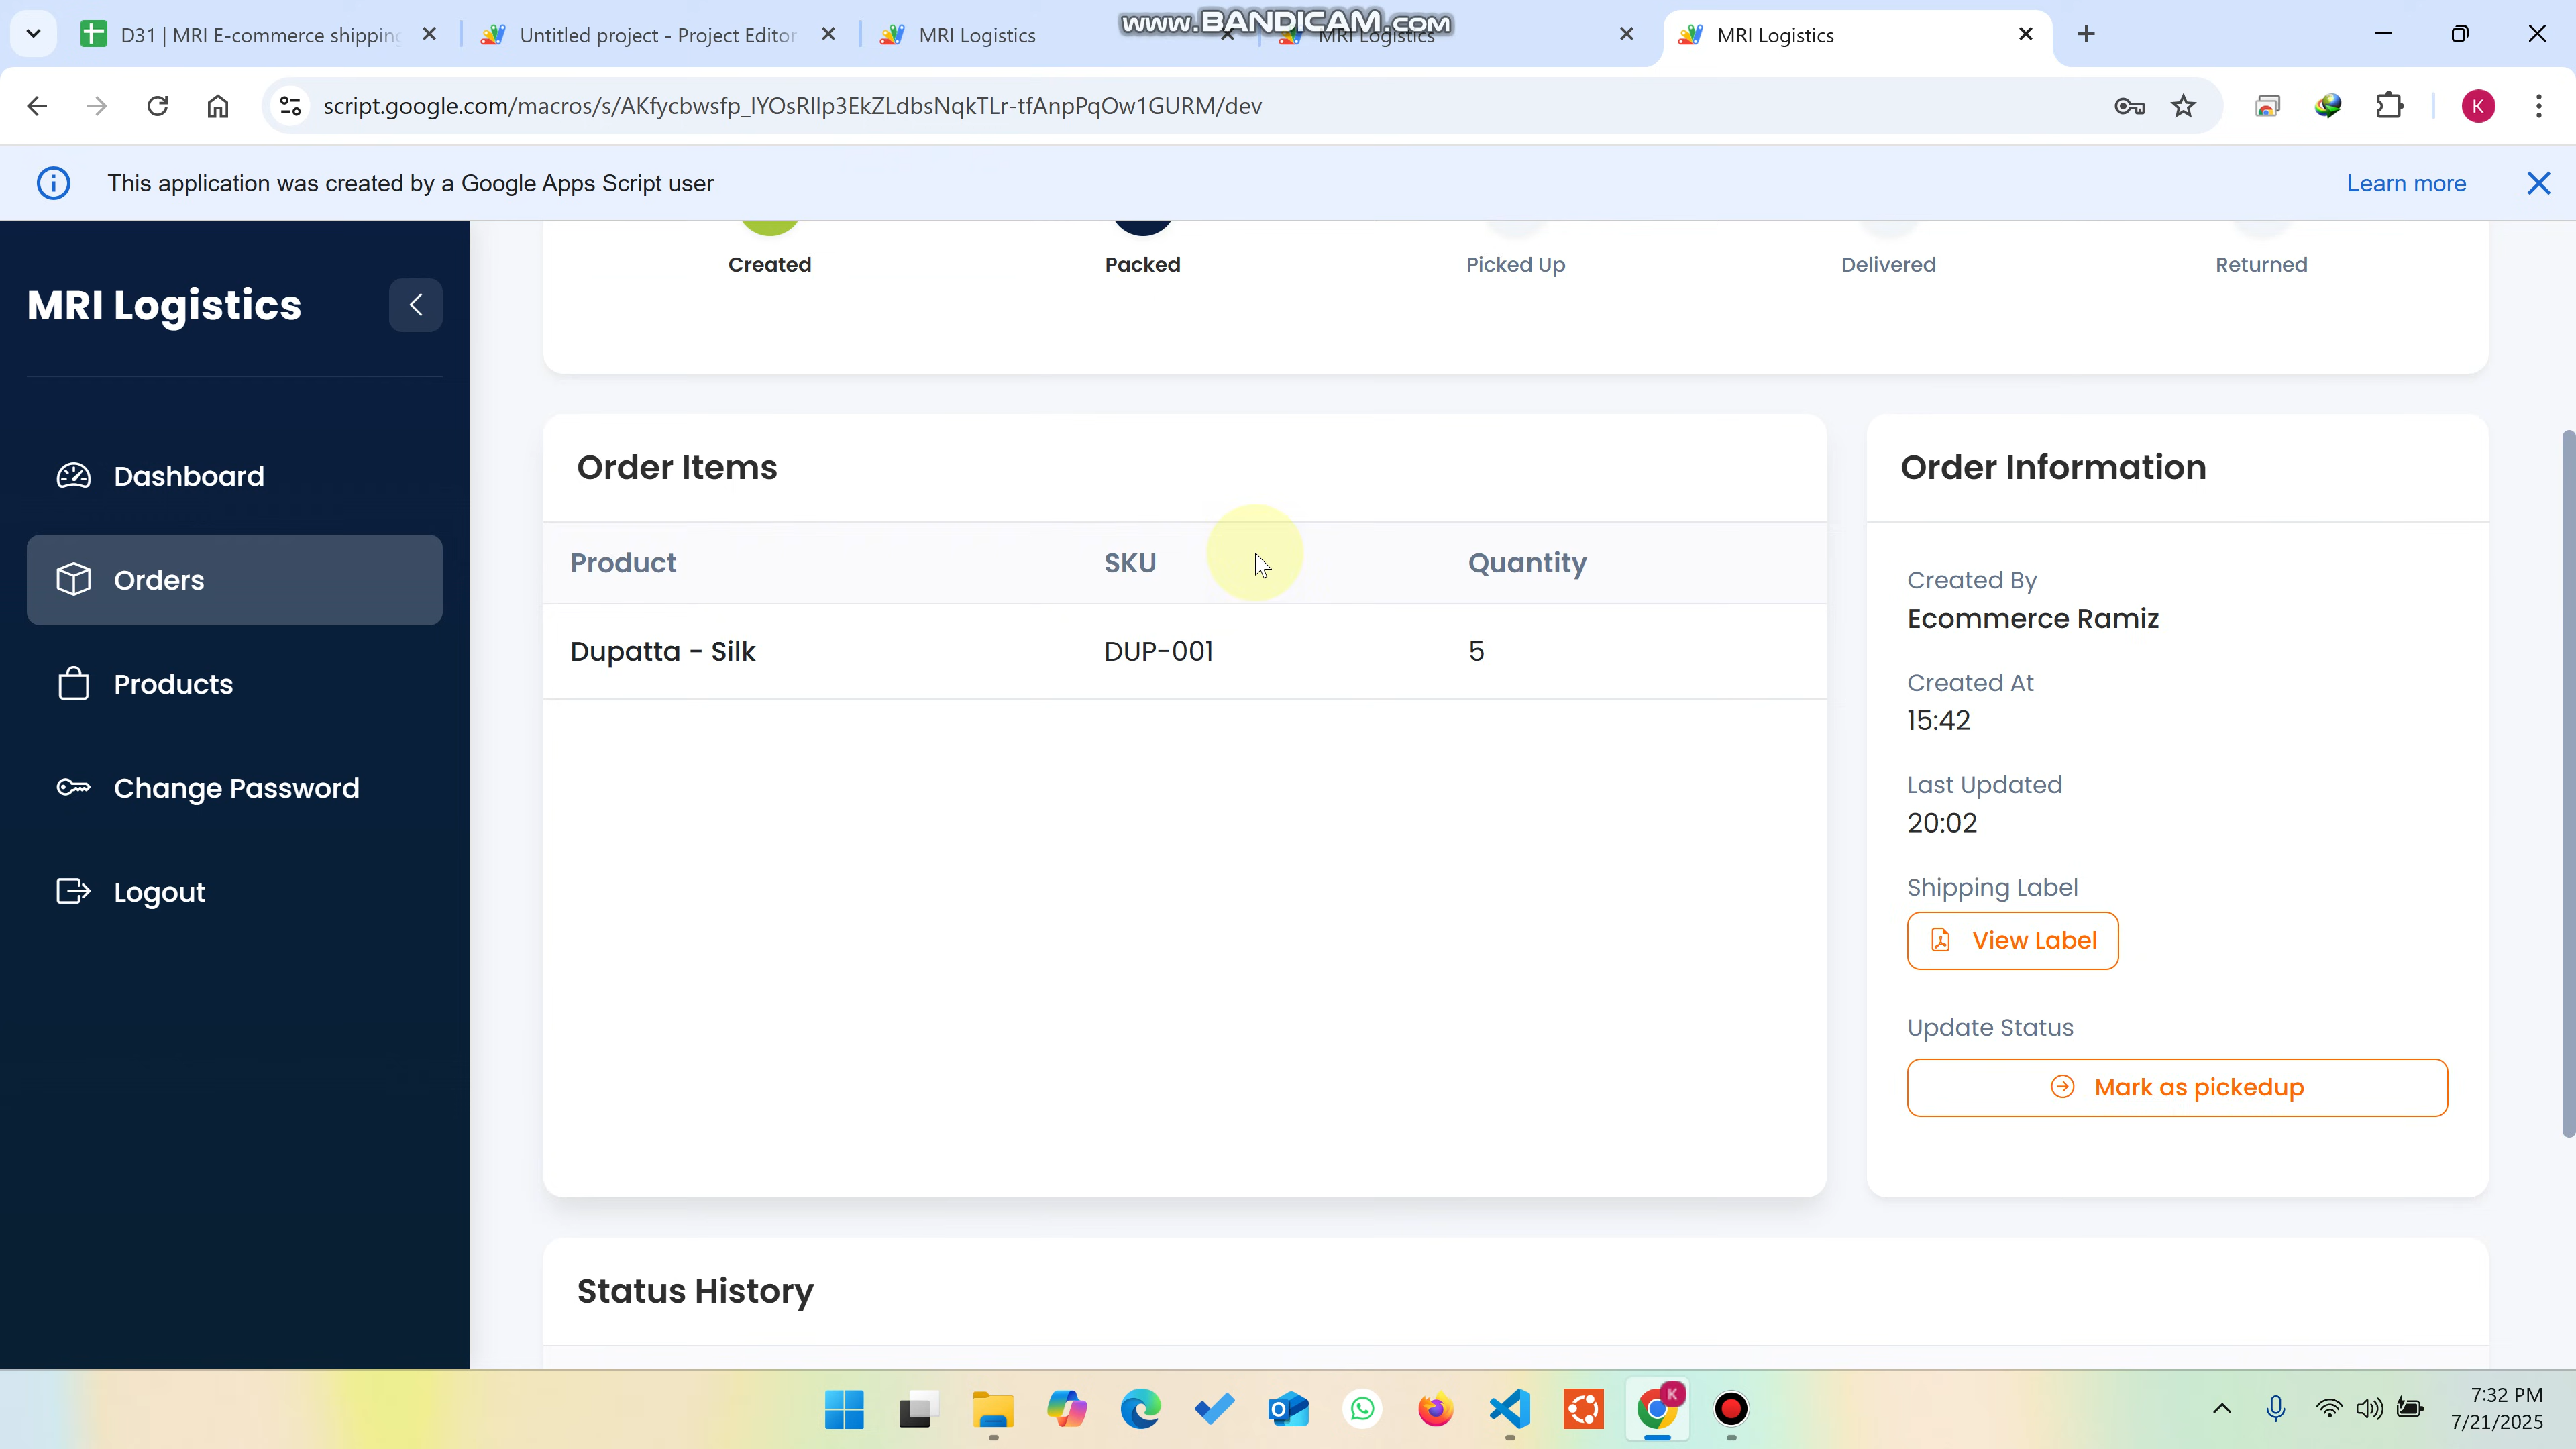 D31 | MRI E-commerce shipping
Untitled project - Project Editor
MRI Logistics
MRI Logistics
MRI Logistics
www.BANDICAM.com
script.google.com/macros/s/AKfycbwsfp_lYOsRllp3EkZLdbsNqkTLr-tfAnpPqOw1GURM/dev
K
This application was created by a Google Apps Script user
Learn more
MRI Logistics
Dashboard
Orders
Products
Change Password
Logout
Created
Packed
Picked Up
Delivered
Returned
Order Items
Product SKU Quantity
Dupatta - Silk DUP-001 5
Order Information
Created By
Ecommerce Ramiz
Created At
15:42
Last Updated
20:02
Shipping Label
View Label
Update Status
Mark as pickedup
Status History
K
7:32 PM
7/21/2025